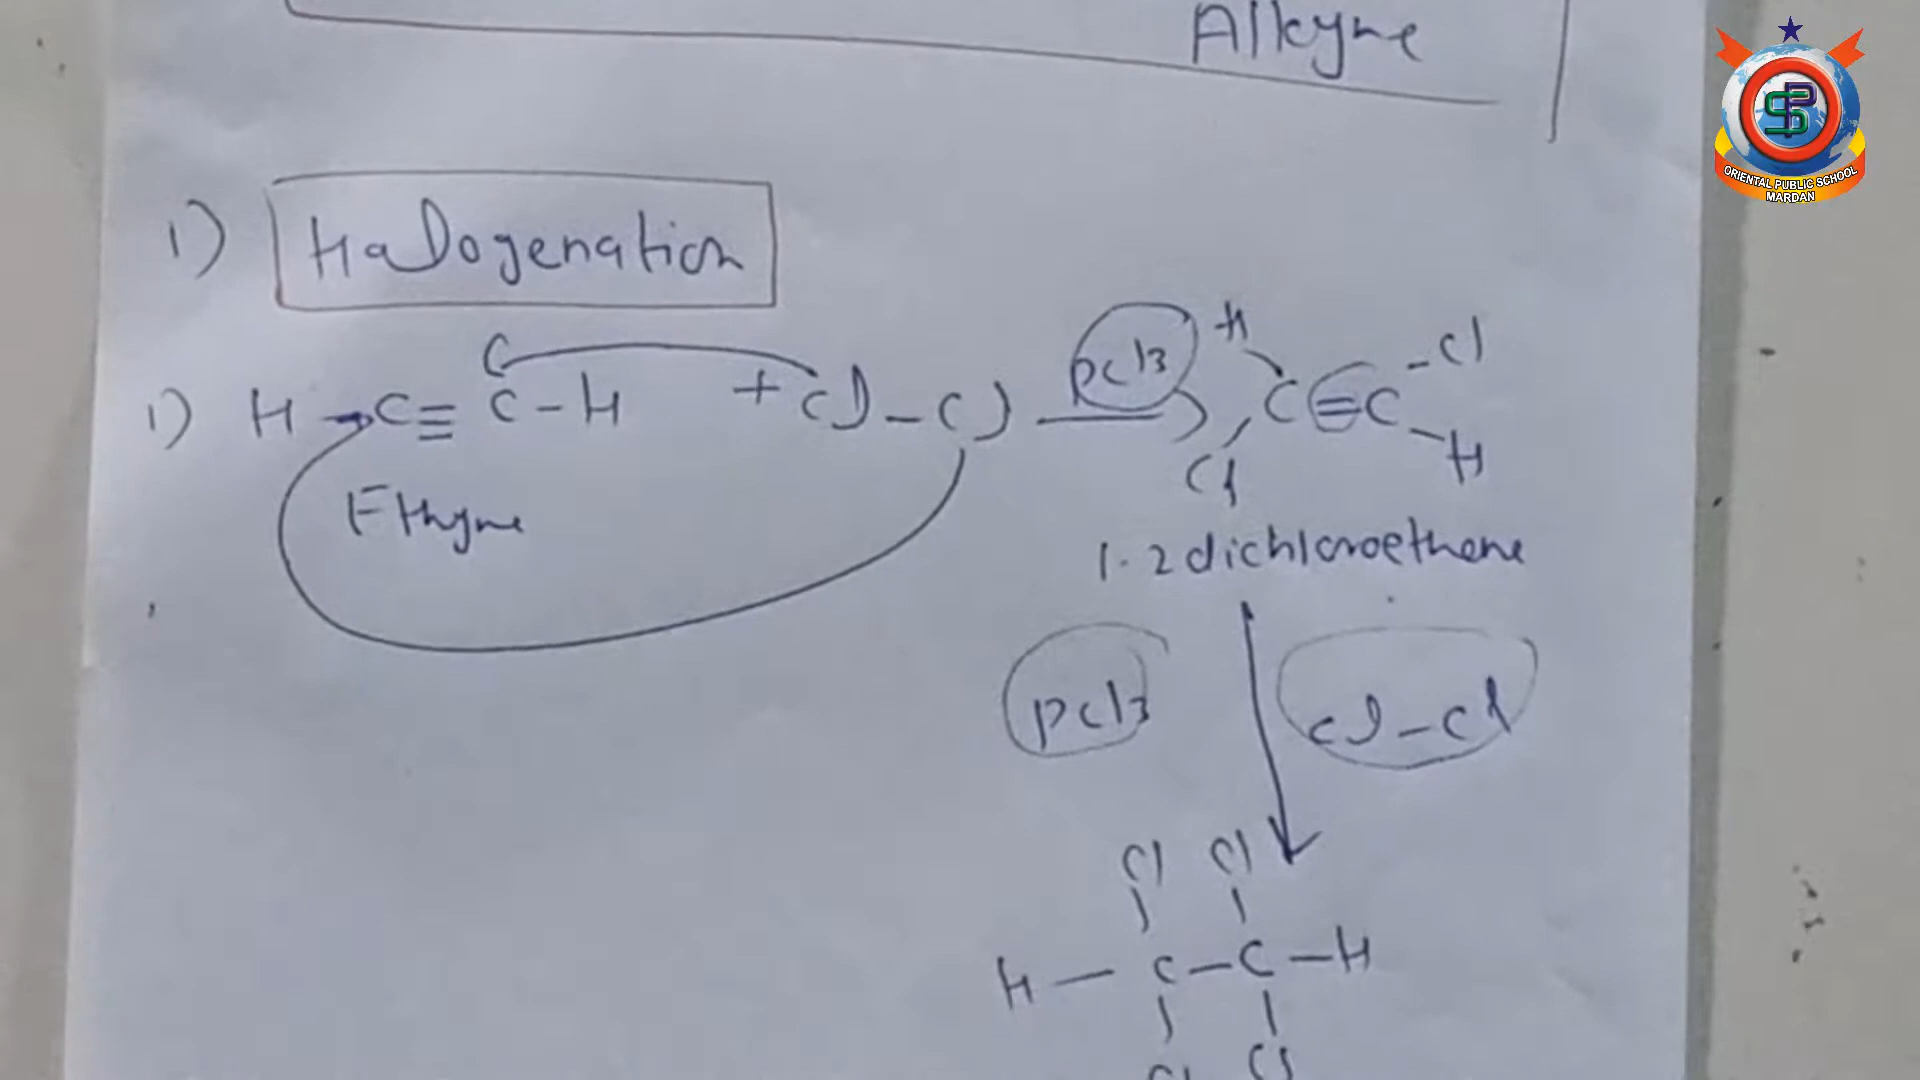 Alkyne
1) Halogenation
1) H-C≡C-H + Cl-Cl PCl3 H C≡C Cl
Cl H
Ethyne
1.2 dichloroethene
PCl3 Cl-Cl
Cl Cl
H-C-C-H
Cl Cl
ORIENTAL PUBLIC SCHOOL
MARDAN